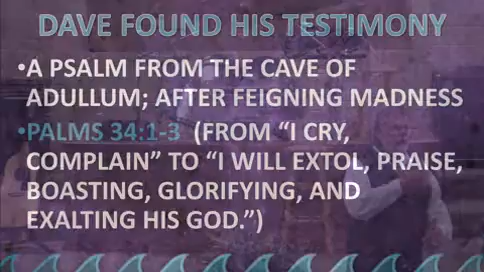 DAVE FOUND HIS TESTIMONY
•A PSALM FROM THE CAVE OF
ADULLUM; AFTER FEIGNING MADNESS
•PALMS 34:1-3 (FROM “I CRY,
COMPLAIN” TO “I WILL EXTOL, PRAISE,
BOASTING, GLORIFYING, AND
EXALTING HIS GOD.”)